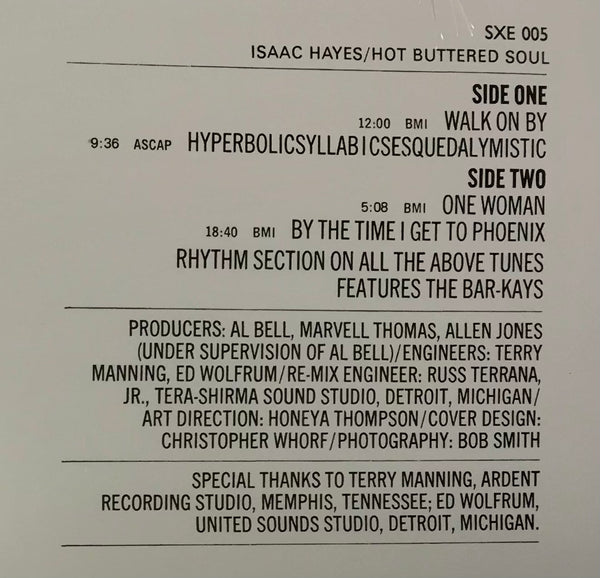 SXE 005
ISAAC HAYES/HOT BUTTERED SOUL
SIDE ONE
12:00 BMI WALK ON BY
9:36 ASCAP HYPERBOLICSYLLABICSESQUEDALYMISTIC
SIDE TWO
5:08 BMI ONE WOMAN
18:40 BMI BY THE TIME I GET TO PHOENIX
RHYTHM SECTION ON ALL THE ABOVE TUNES
FEATURES THE BAR-KAYS
PRODUCERS: AL BELL, MARVELL THOMAS, ALLEN JONES
(UNDER SUPERVISION OF AL BELL)/ENGINEERS: TERRY
MANNING, ED WOLFRUM/RE-MIX ENGINEER: RUSS TERRANA,
JR., TERA-SHIRMA SOUND STUDIO, DETROIT, MICHIGAN/
ART DIRECTION: HONEYA THOMPSON/COVER DESIGN:
CHRISTOPHER WHORF/PHOTOGRAPHY: BOB SMITH
SPECIAL THANKS TO TERRY MANNING, ARDENT
RECORDING STUDIO, MEMPHIS, TENNESSEE; ED WOLFRUM,
UNITED SOUNDS STUDIO, DETROIT, MICHIGAN.